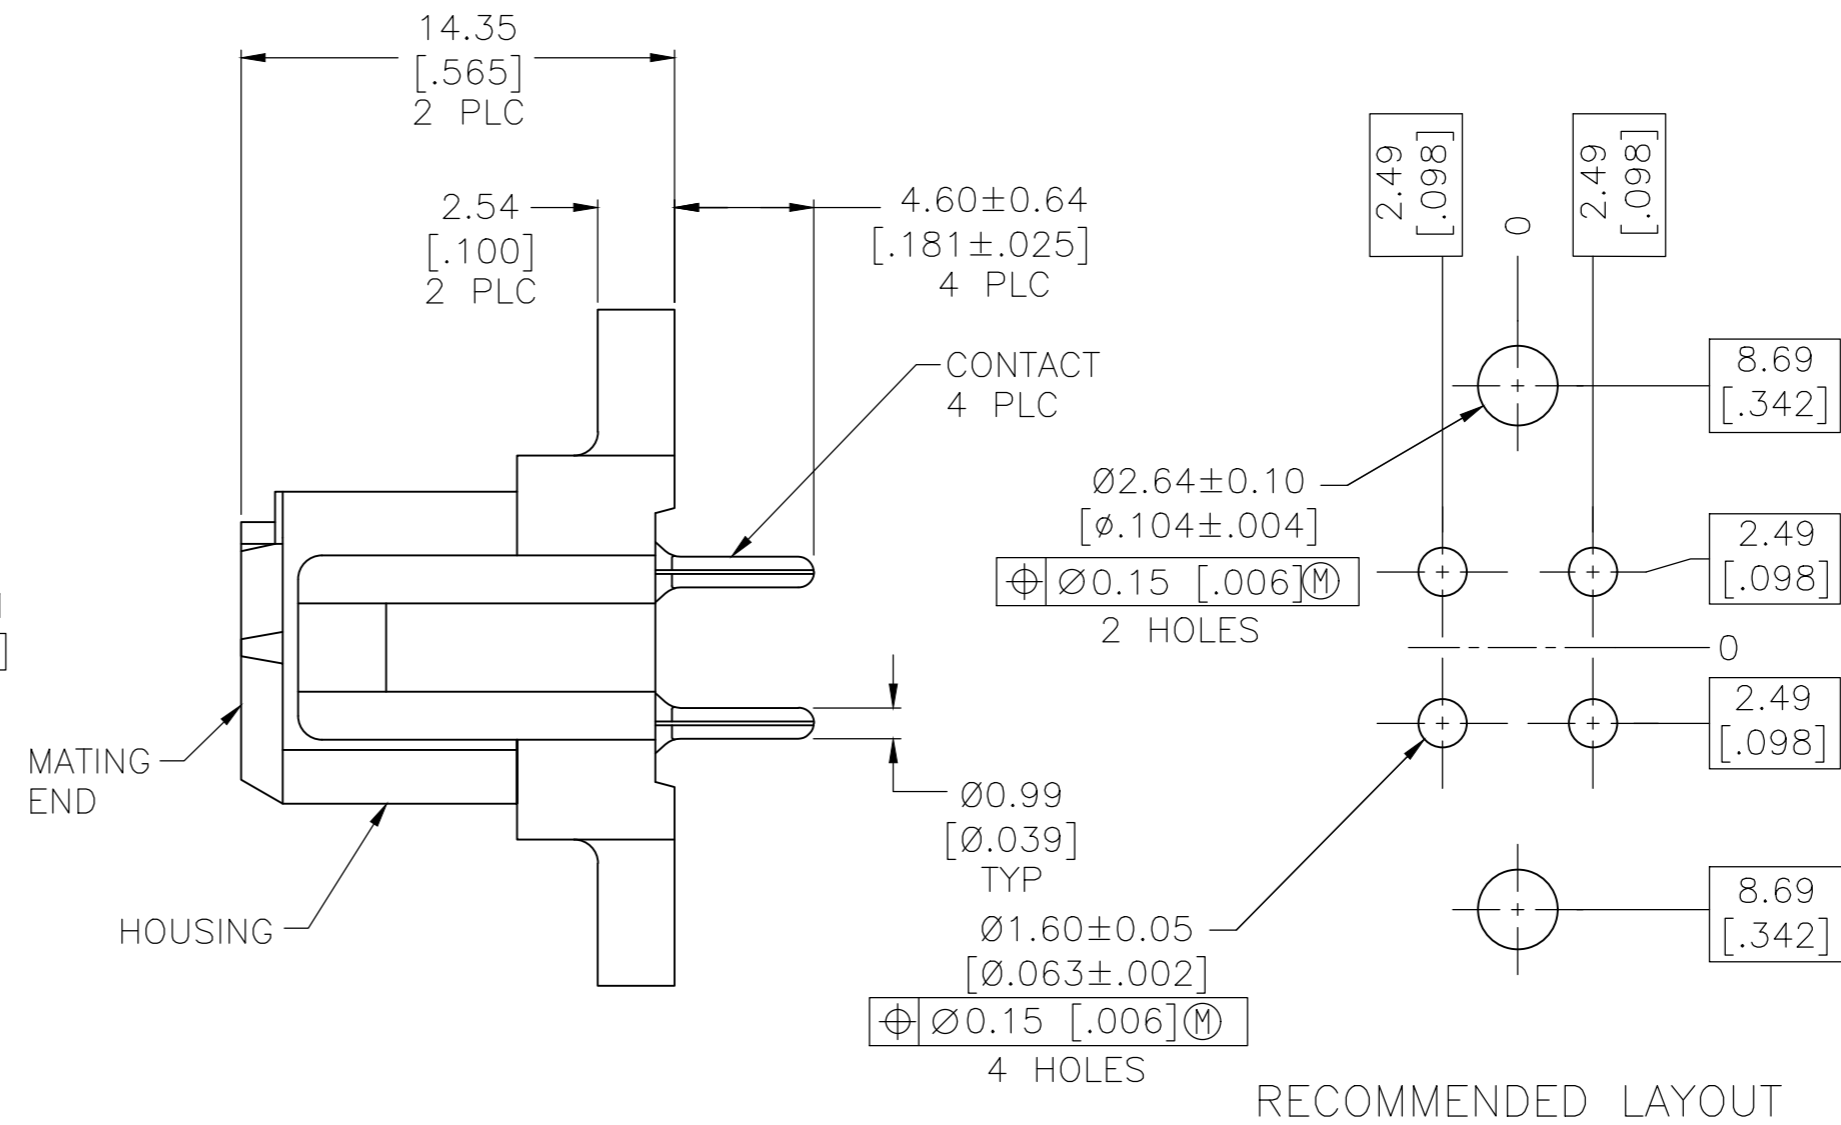 14.35
[.565]
2 PLC
2.54
[.100]
2 PLC
4.60±0.64
[.181±.025]
4 PLC
CONTACT
4 PLC
MATING
END
HOUSING
Ø0.99
[Ø.039]
TYP
2.49
[.098]
0
2.49
[.098]
8.69
[.342]
Ø2.64±0.10
[Ø.104±.004]
⌖ Ø0.15 [.006]Ⓜ
2 HOLES
2.49
[.098]
0
2.49
[.098]
Ø1.60±0.05
[Ø.063±.002]
⌖ Ø0.15 [.006]Ⓜ
4 HOLES
8.69
[.342]
RECOMMENDED LAYOUT